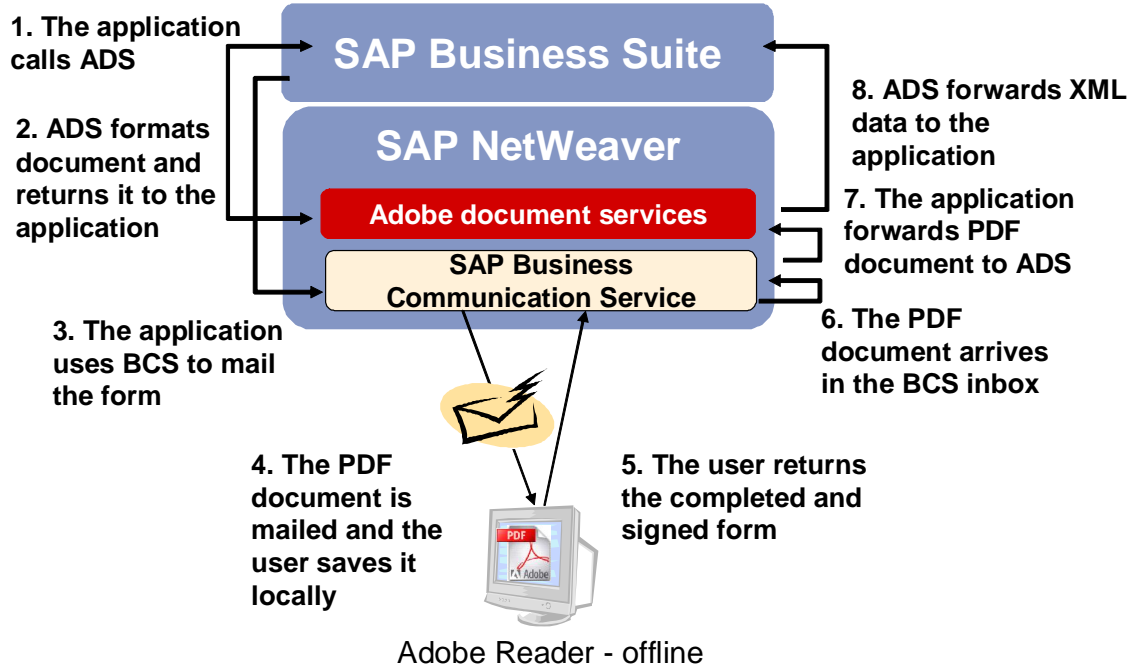 1. The application
calls ADS
SAP Business Suite
2. ADS formats
document and
returns it to the
application
SAP NetWeaver
Adobe document services
SAP Business
Communication Service
8. ADS forwards XML
data to the
application
7. The application
forwards PDF
document to ADS
3. The application
uses BCS to mail
the form
6. The PDF
document arrives
in the BCS inbox
4. The PDF
document is
mailed and the
user saves it
locally
5. The user returns
the completed and
signed form
PDF
Adobe
Adobe Reader - offline